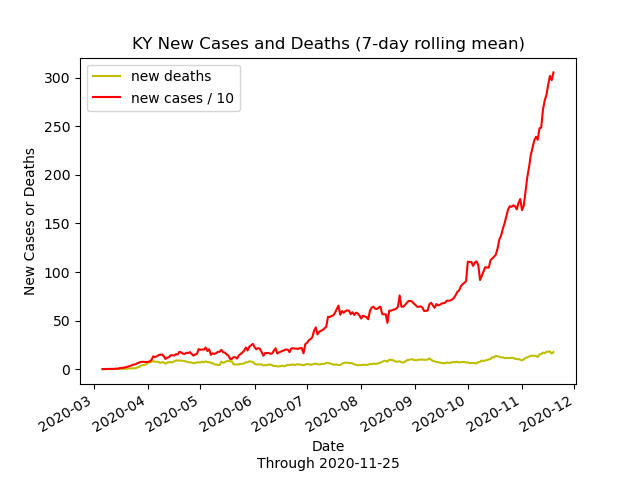 KY New Cases and Deaths (7-day rolling mean)
new deaths
new cases / 10
300
250
200
150
100
50
0
New Cases or Deaths
2020-03
2020-04
2020-05
2020-06
2020-07
2020-08
2020-09
2020-10
2020-11
2020-12
Date
Through 2020-11-25